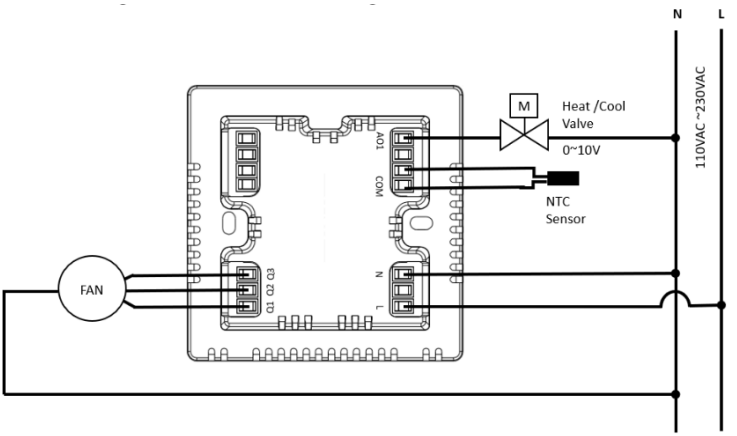 N L
M
Heat /Cool
Valve
0~10V
110VAC ~230VAC
AO1
COM
NTC
Sensor
N
L
Q3
Q2
Q1
FAN